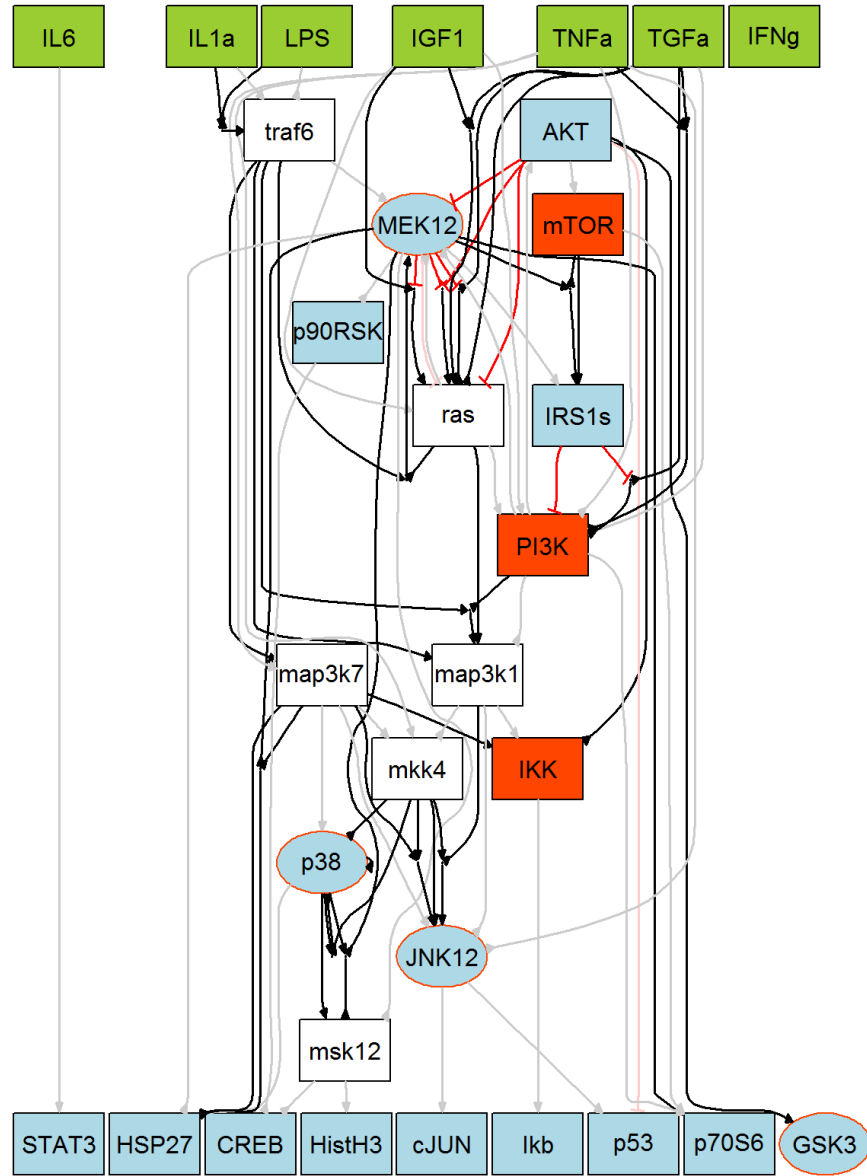 IL6
IL1a
LPS
IGF1
TNFa
TGFa
IFNg
traf6
AKT
MEK12
mTOR
p90RSK
ras
IRS1s
PI3K
map3k7
map3k1
mkk4
IKK
p38
JNK12
msk12
STAT3
HSP27
CREB
HistH3
cJUN
Ikb
p53
p70S6
GSK3